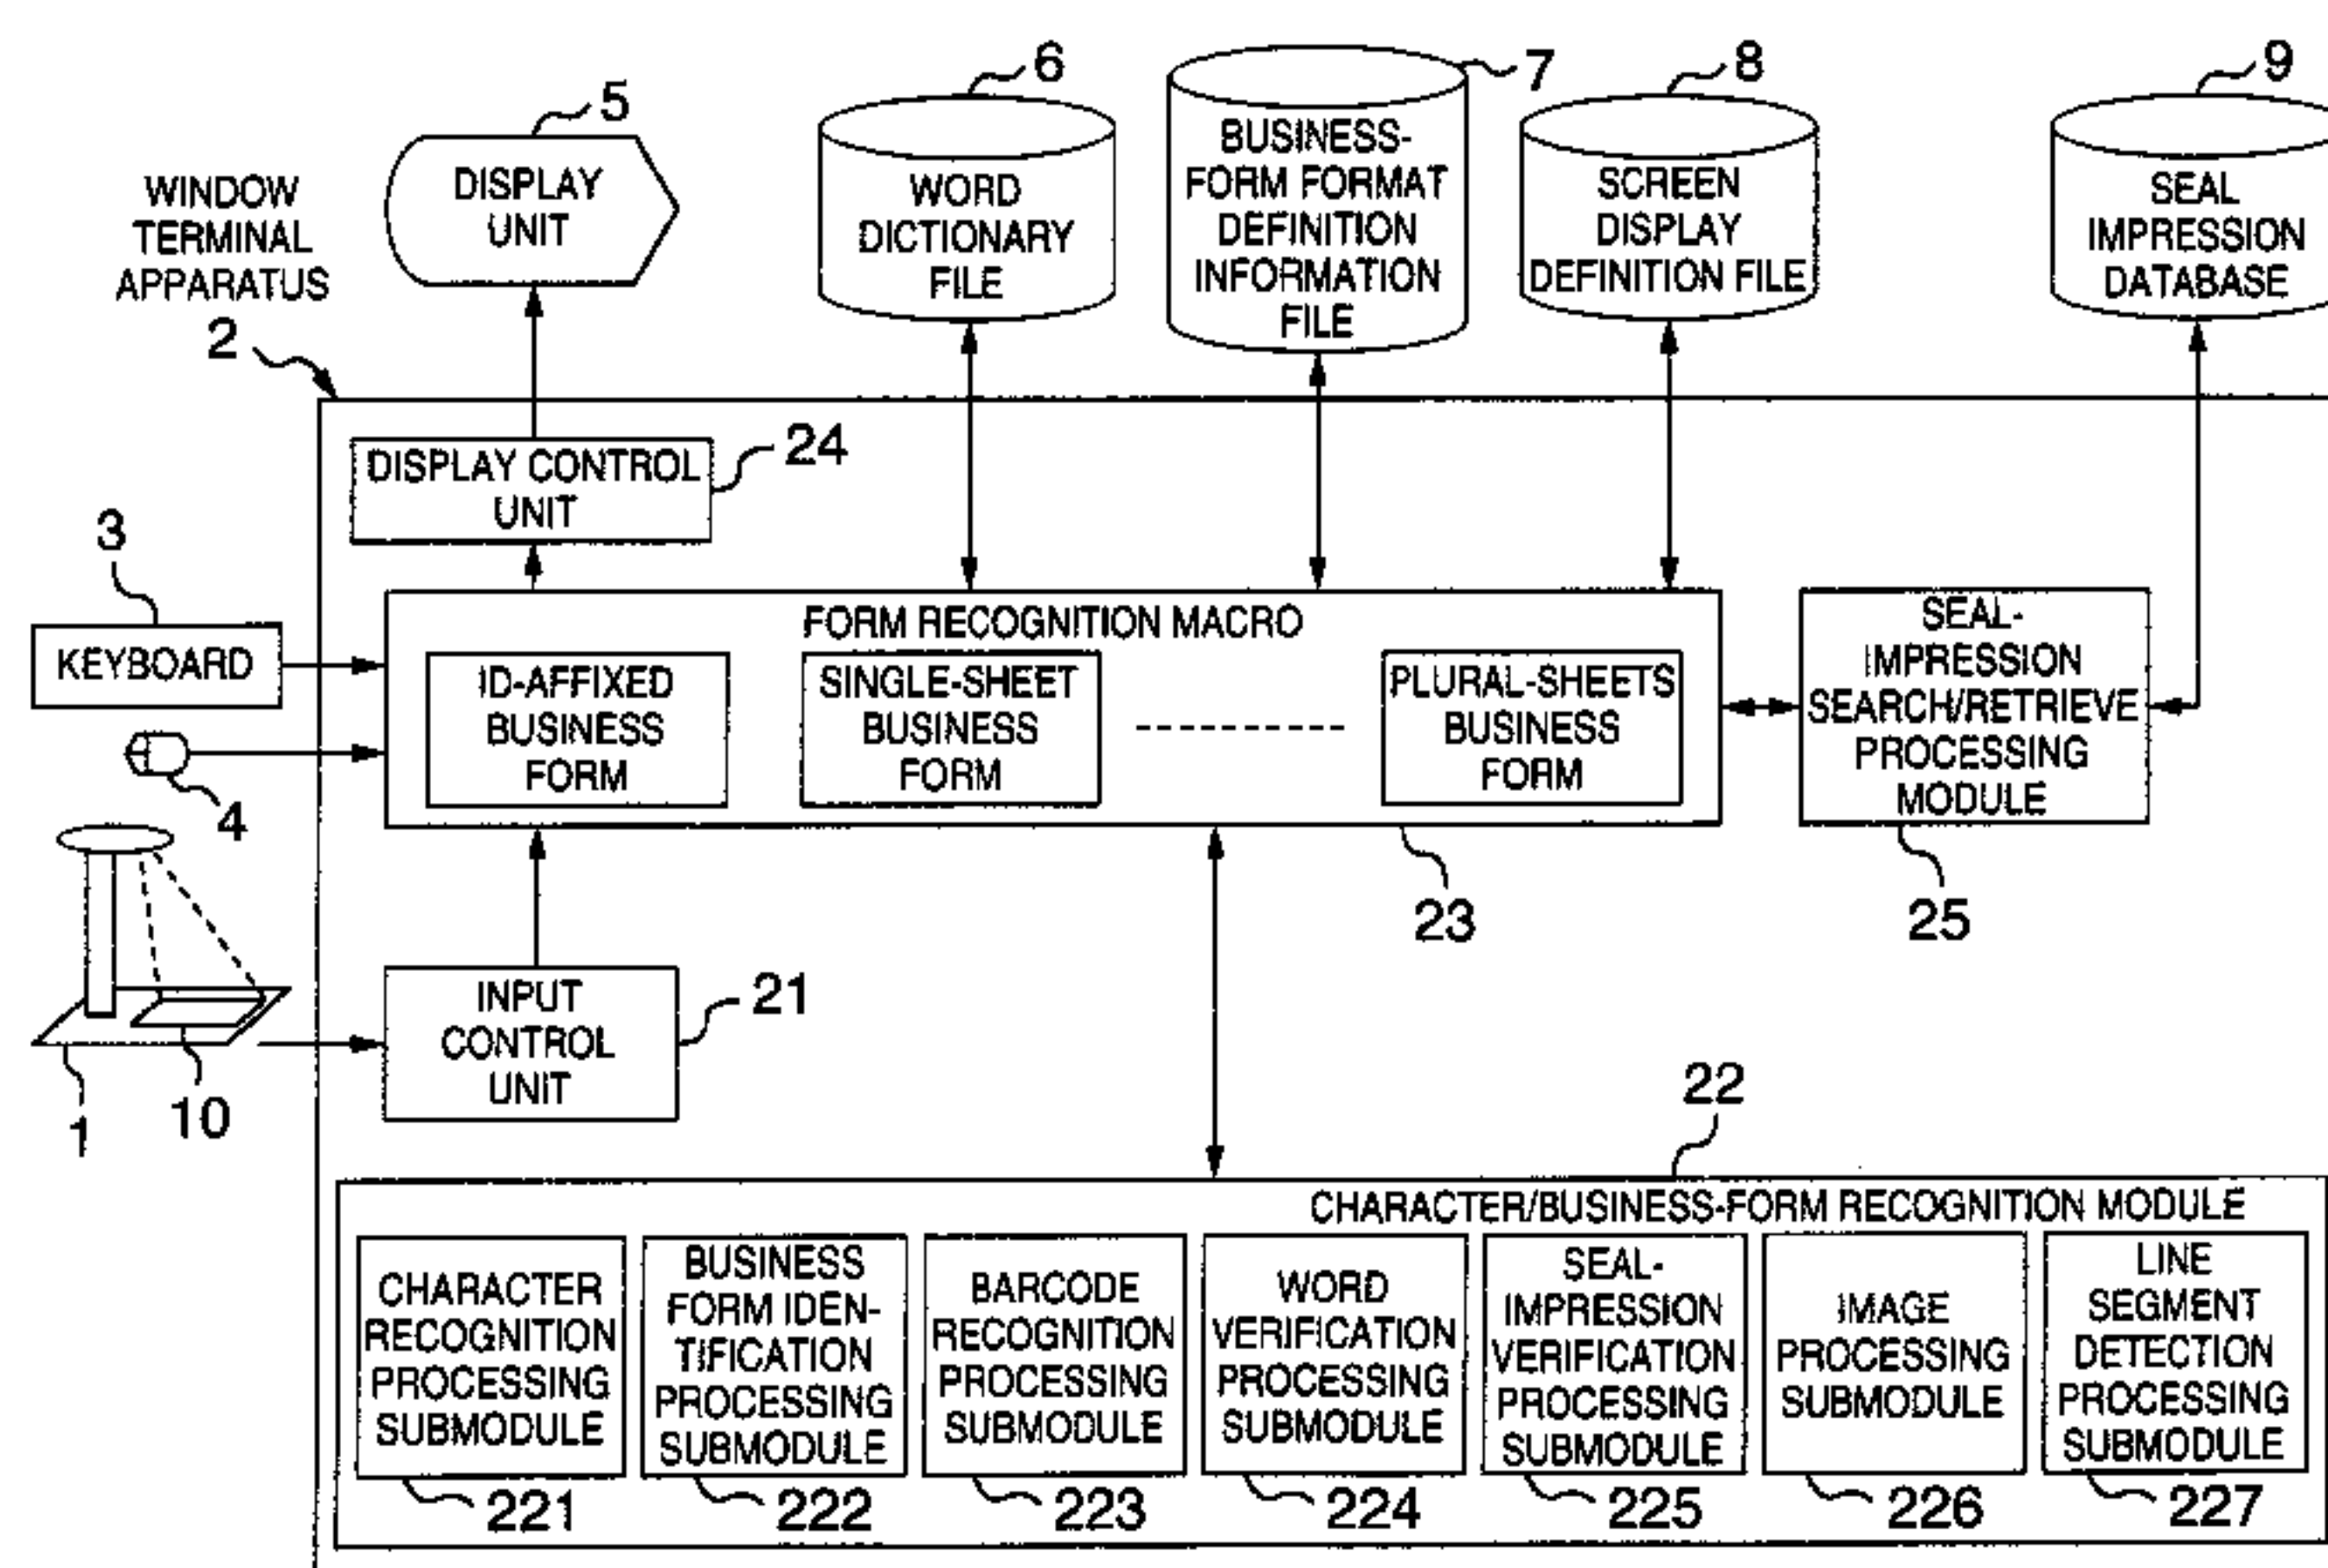 5
6
7
8
9
WINDOW
TERMINAL
APPARATUS
2
DISPLAY
UNIT
WORD
DICTIONARY
FILE
BUSINESS-
FORM FORMAT
DEFINITION
INFORMATION
FILE
SCREEN
DISPLAY
DEFINITION FILE
SEAL
IMPRESSION
DATABASE
DISPLAY CONTROL
UNIT
24
3
KEYBOARD
4
FORM RECOGNITION MACRO
ID-AFFIXED
BUSINESS
FORM
SINGLE-SHEET
BUSINESS
FORM
PLURAL-SHEETS
BUSINESS
FORM
23
SEAL-
IMPRESSION
SEARCH/RETRIEVE
PROCESSING
MODULE
25
1
10
INPUT
CONTROL
UNIT
21
22
CHARACTER/BUSINESS-FORM RECOGNITION MODULE
CHARACTER
RECOGNITION
PROCESSING
SUBMODULE
221
BUSINESS
FORM IDEN-
TIFICATION
PROCESSING
SUBMODULE
222
BARCODE
RECOGNITION
PROCESSING
SUBMODULE
223
WORD
VERIFICATION
PROCESSING
SUBMODULE
224
SEAL-
IMPRESSION
VERIFICATION
PROCESSING
SUBMODULE
225
IMAGE
PROCESSING
SUBMODULE
226
LINE
SEGMENT
DETECTION
PROCESSING
SUBMODULE
227